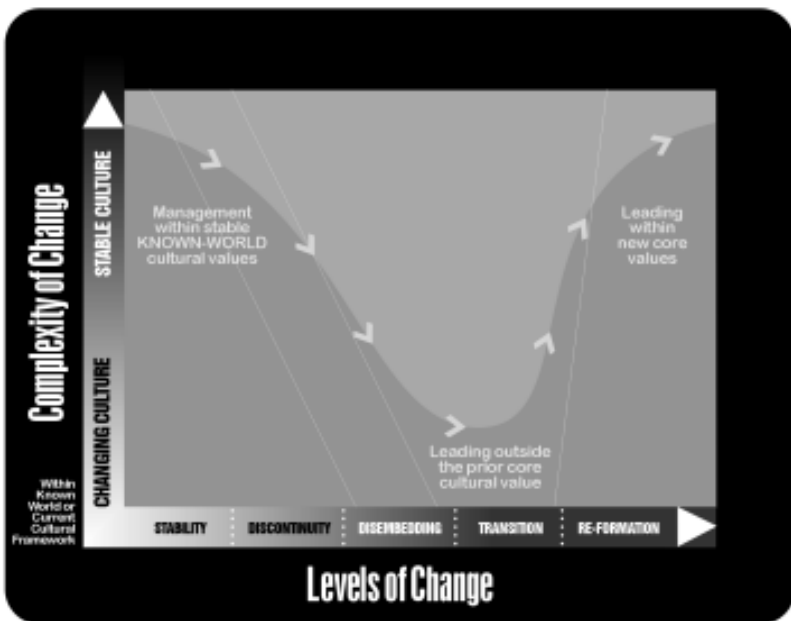 Complexity of Change
STABLE CULTURE
CHANGING CULTURE
Within
Known
World or
Current
Cultural
Framework
Management
within stable
KNOWN-WORLD
cultural values
Leading
within
new core
values
Leading outside
the prior core
cultural value
STABILITY
DISCONTINUITY
DISEMBEDDING
TRANSITION
RE-FORMATION
Levels of Change